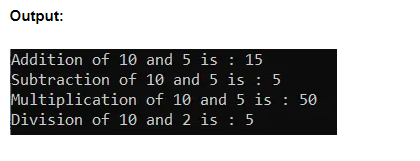 Output:
Addition of 10 and 5 is : 15
Subtraction of 10 and 5 is : 5
Multiplication of 10 and 5 is : 50
Division of 10 and 2 is : 5